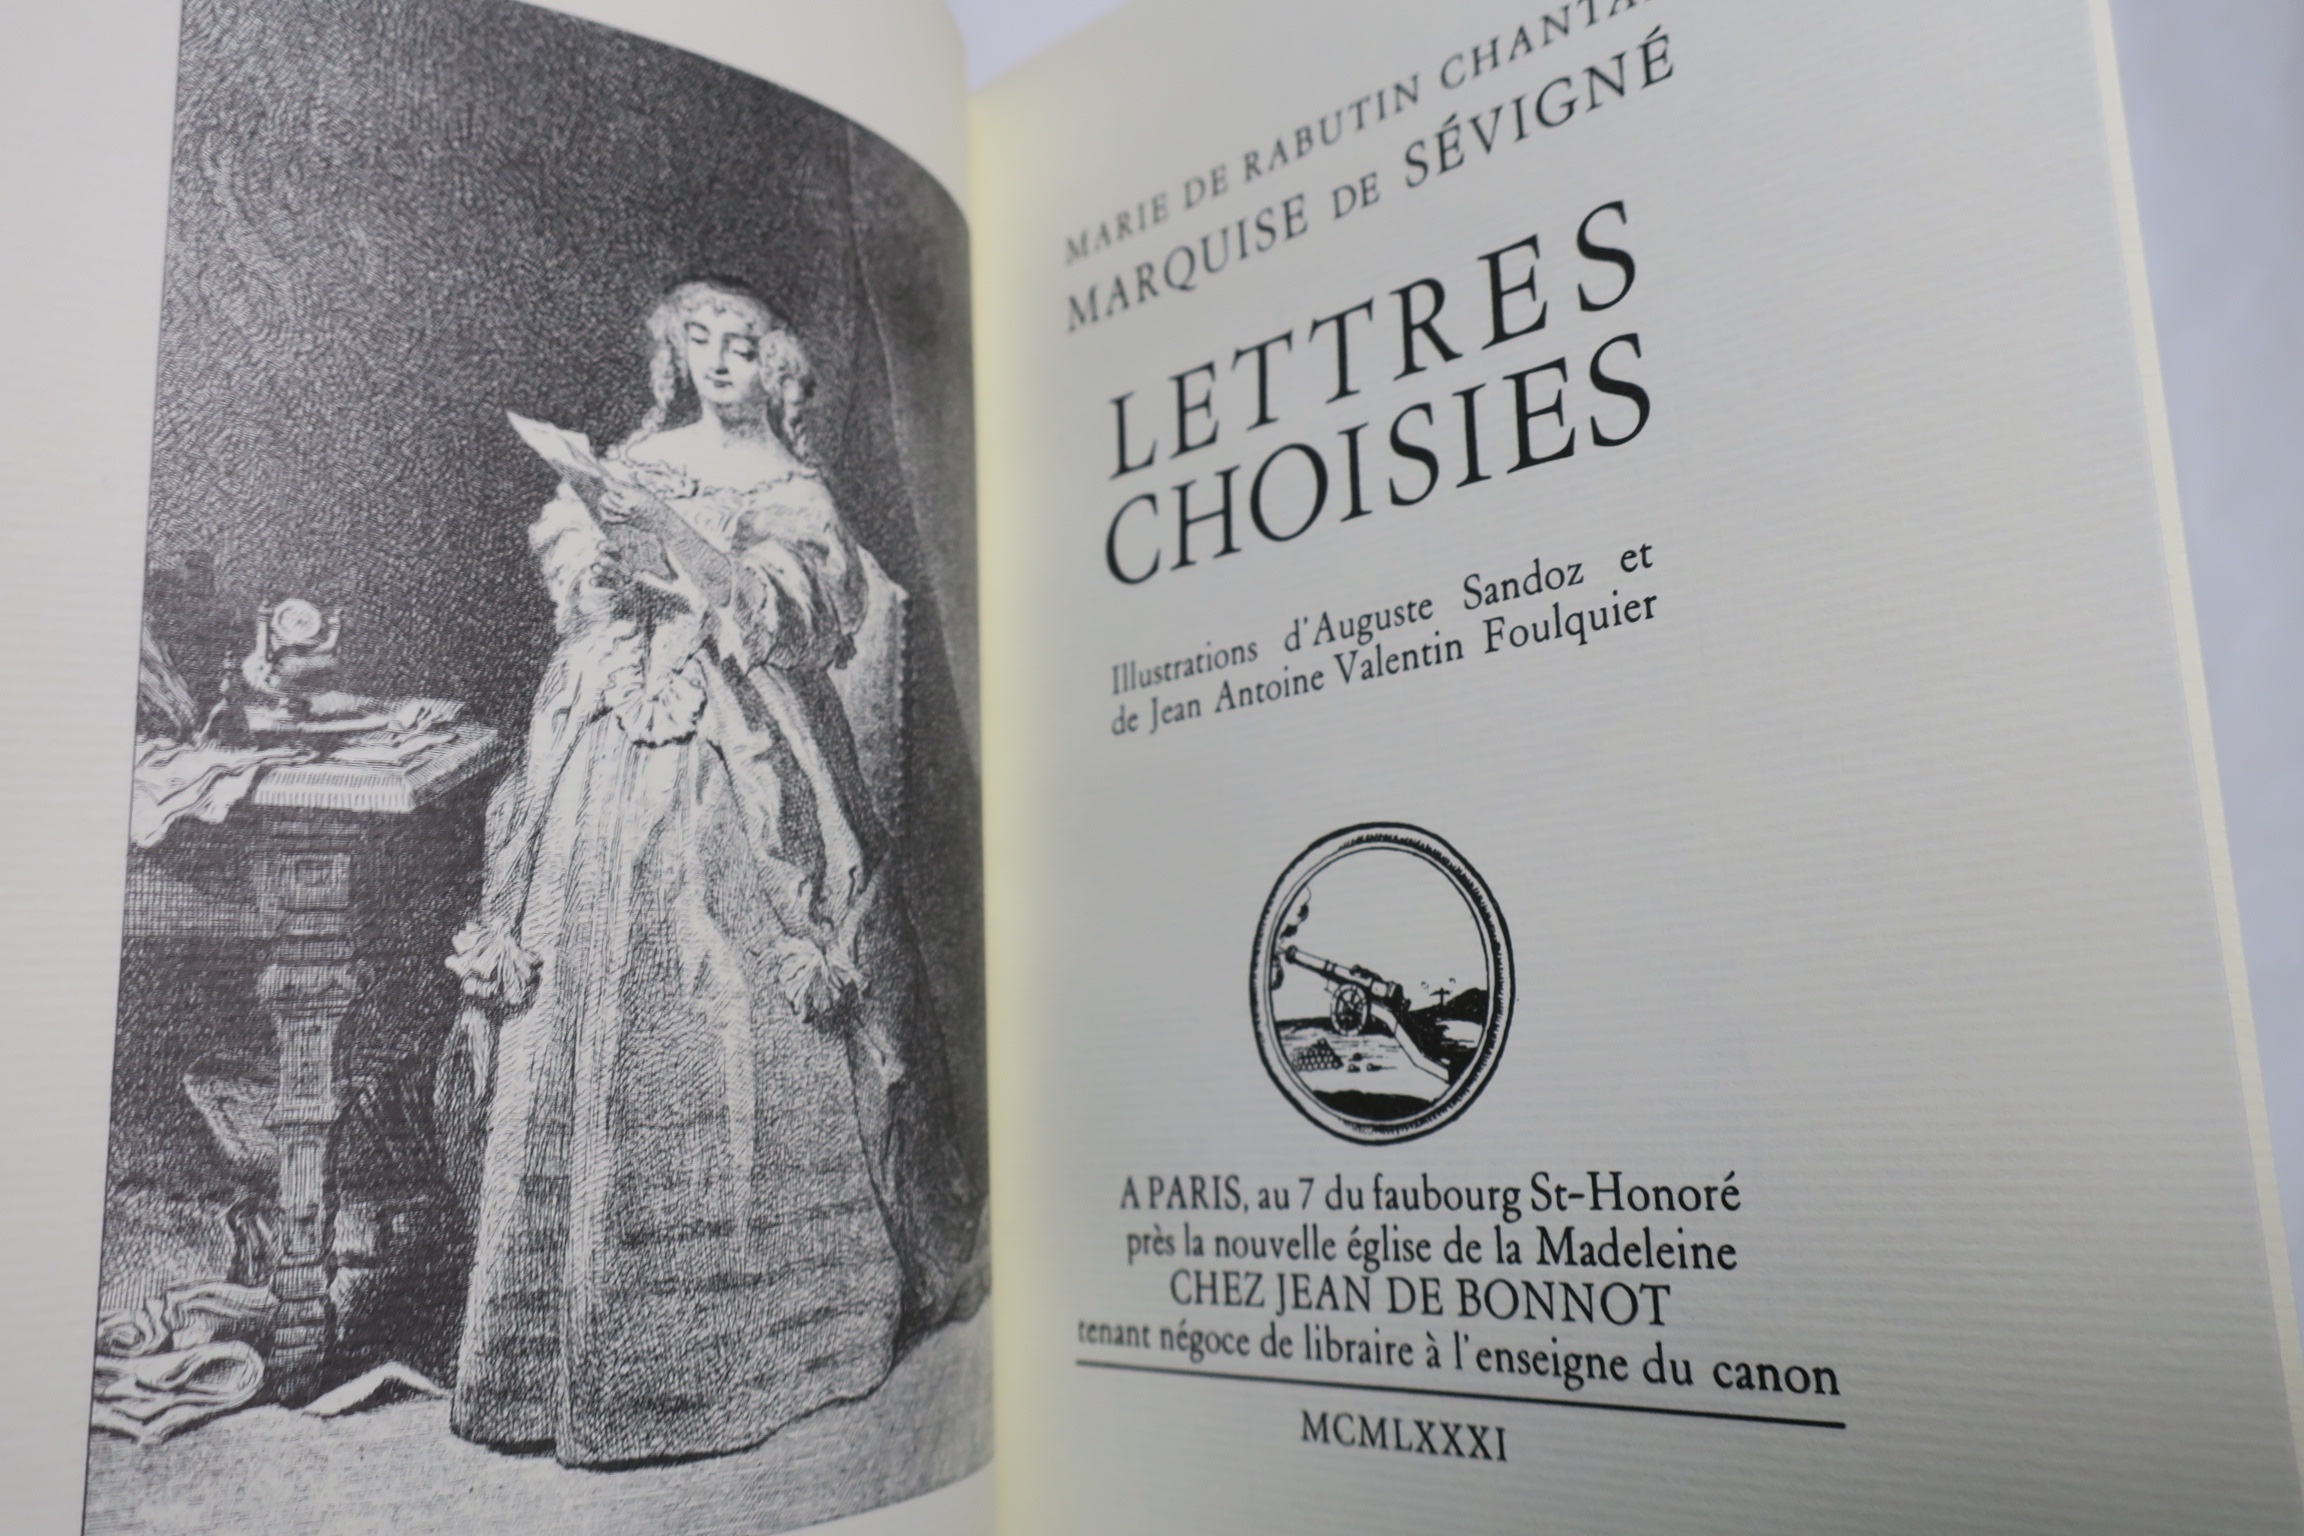 MARIE DE RABUTIN
MARQUISE DE SÉVIGNÉ
LETTRES
CHOISIES
Illustrations d'Auguste Sandoz et
de Jean Antoine Valentin Foulquier
A PARIS, au 7 du faubourg St-Honoré
près la nouvelle église de la Madeleine
CHEZ JEAN DE BONNOT
tenant négoce de libraire à l'enseigne du canon
MCMLXXXI